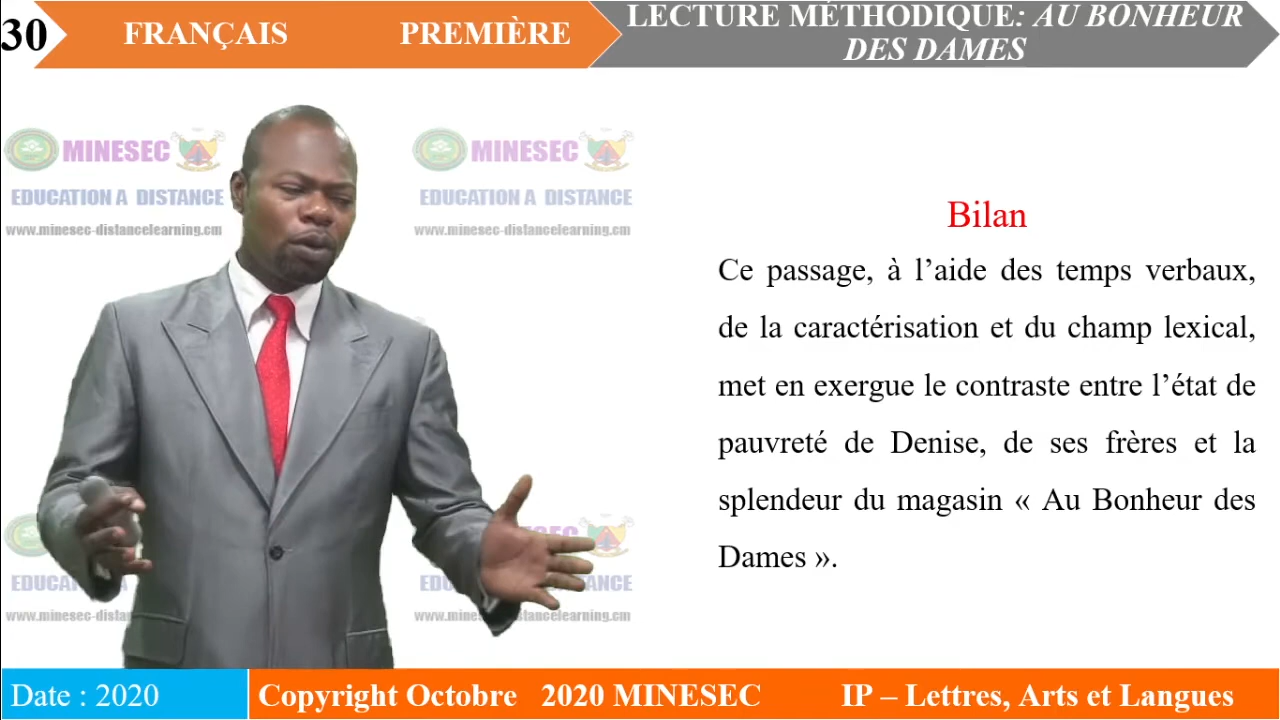 30
FRANÇAIS
PREMIÈRE
LECTURE MÉTHODIQUE: AU BONHEUR
DES DAMES
MINESEC
EDUCATION A DISTANCE
www.minesec-distancelearning.cm
MINESEC
EDUCATION A DISTANCE
www.minesec-distancelearning.cm
Bilan
Ce passage, à l’aide des temps verbaux,
de la caractérisation et du champ lexical,
met en exergue le contraste entre l’état de
pauvreté de Denise, de ses frères et la
splendeur du magasin « Au Bonheur des
Dames ».
Date : 2020
Copyright Octobre 2020 MINESEC
IP – Lettres, Arts et Langues